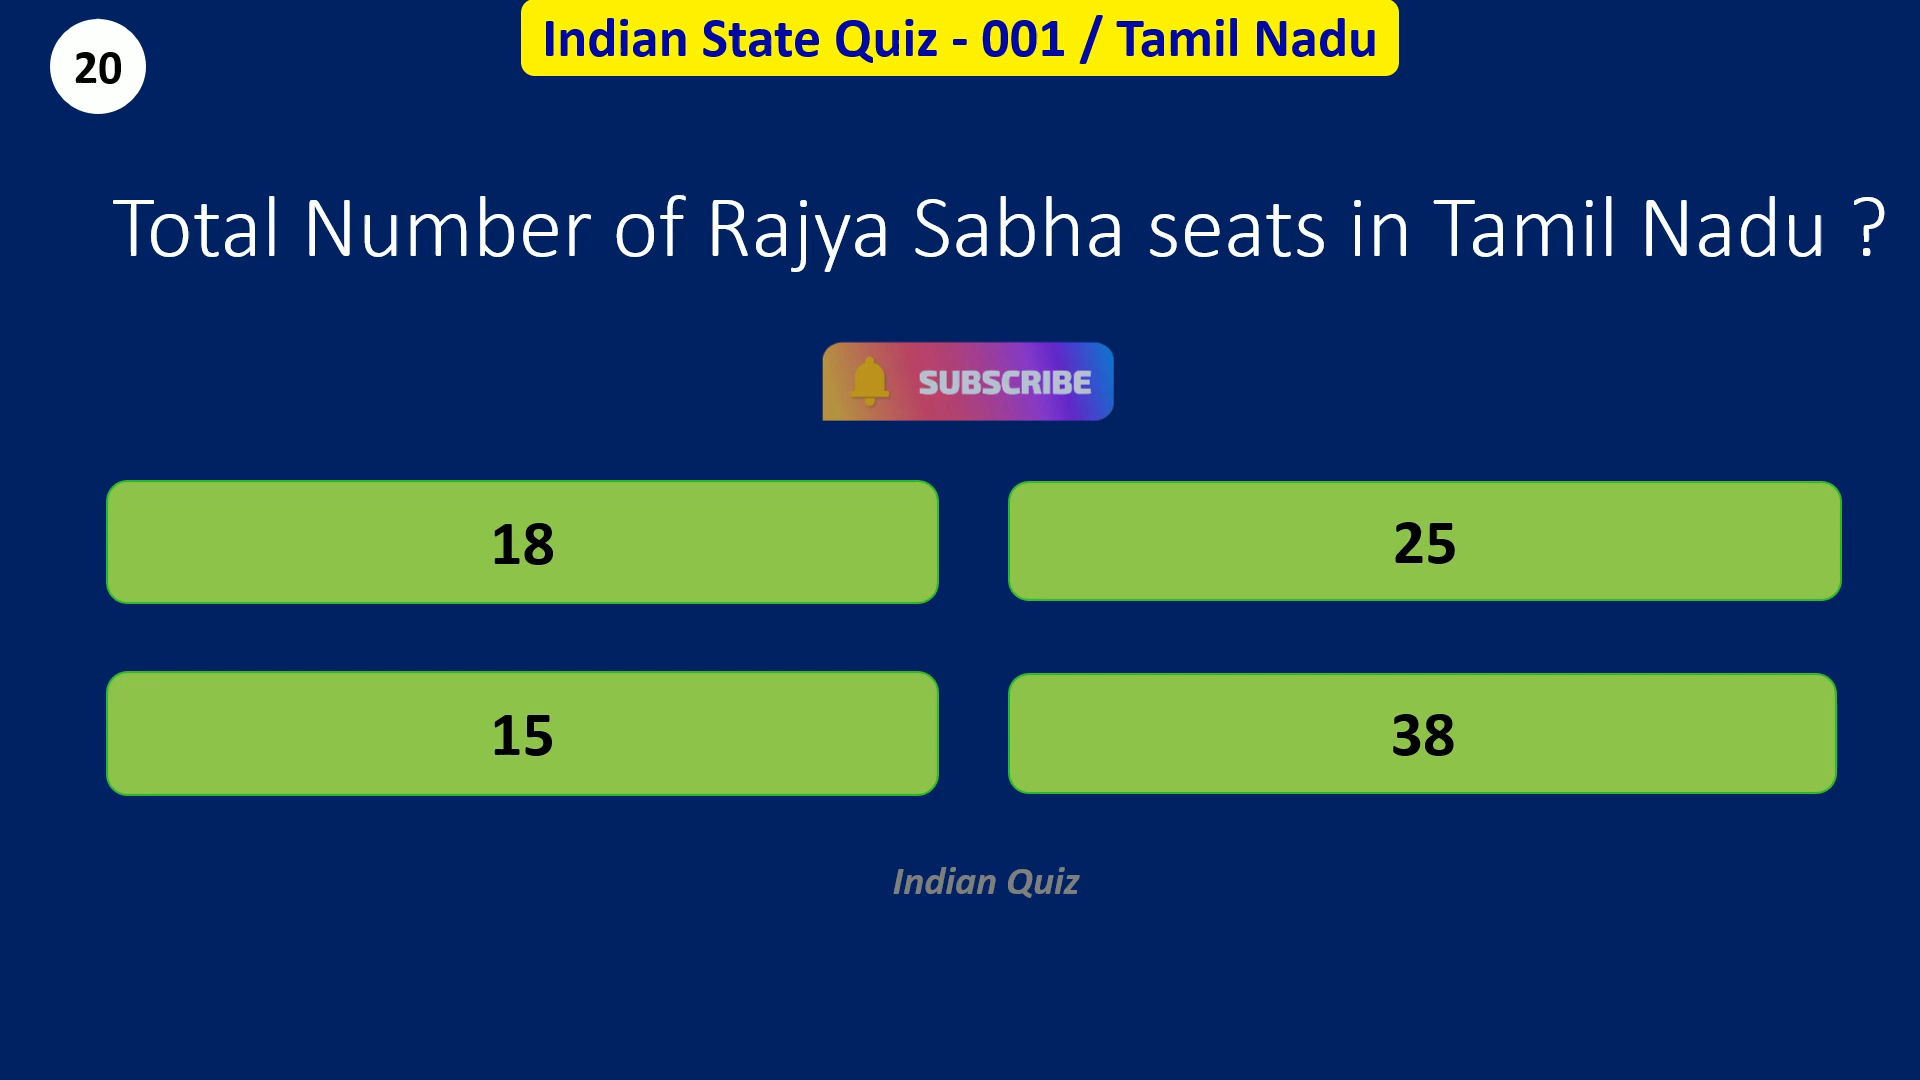 Indian State Quiz - 001 / Tamil Nadu
20
Total Number of Rajya Sabha seats in Tamil Nadu ?
SUBSCRIBE
18
25
15
38
Indian Quiz